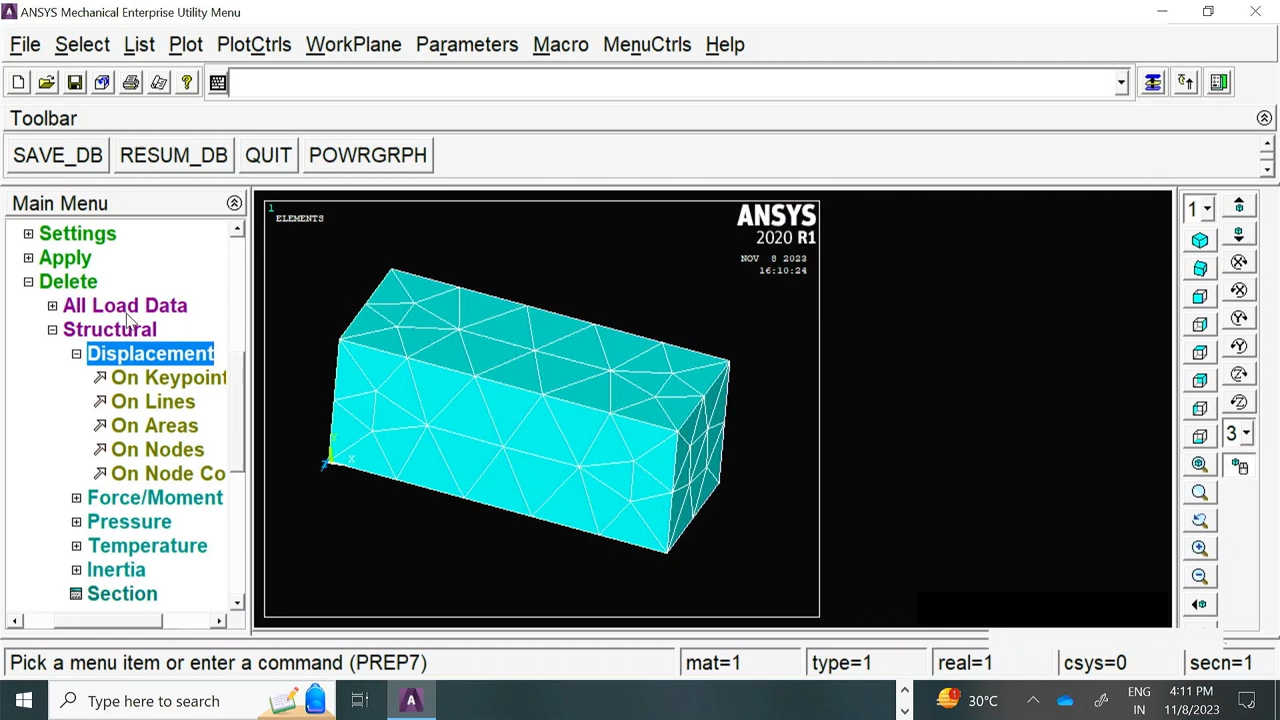 ANSYS Mechanical Enterprise Utility Menu
File Select List Plot PlotCtrls WorkPlane Parameters Macro MenuCtrls Help
Toolbar
SAVE_DB RESUM_DB QUIT POWRGRPH
Main Menu
Settings
Apply
Delete
All Load Data
Structural
Displacement
On Keypoint
On Lines
On Areas
On Nodes
On Node Co
Force/Moment
Pressure
Temperature
Inertia
Section
1
ELEMENTS
ANSYS
2020 R1
NOV 8 2023
16:10:24
Y
X
Z
1
3
Pick a menu item or enter a command (PREP7) mat=1 type=1 real=1 csys=0 secn=1
Type here to search
1
30°C
ENG
IN
4:11 PM
11/8/2023